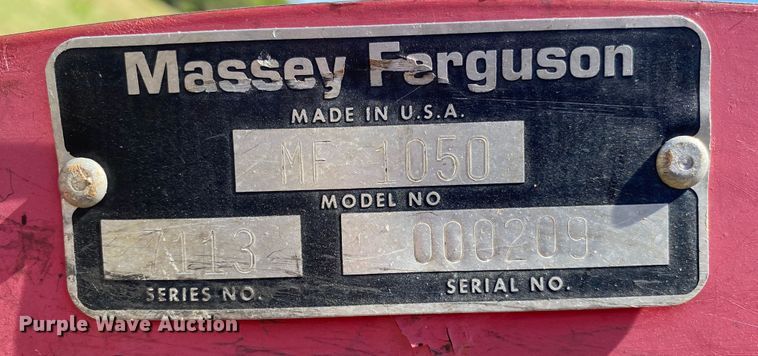 Massey Ferguson
MADE IN U.S.A.
MF 1050
MODEL NO
7113 000209
SERIES NO. SERIAL NO.
Purple Wave Auction